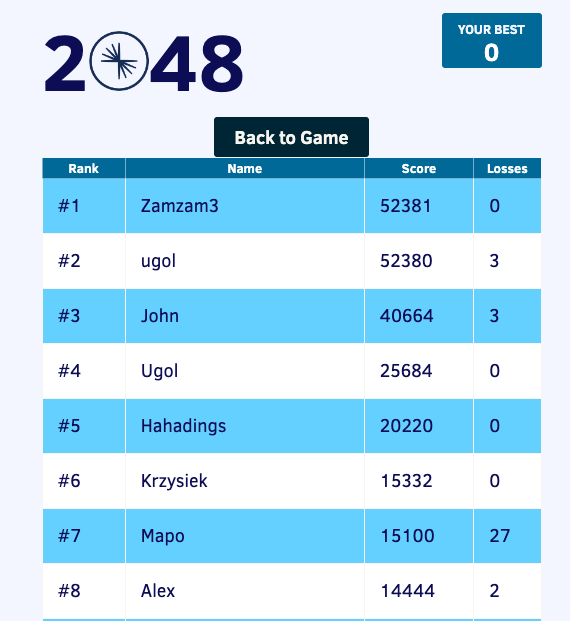 2048
YOUR BEST
0
Back to Game
Rank Name Score Losses
#1 Zamzam3 52381 0
#2 ugol 52380 3
#3 John 40664 3
#4 Ugol 25684 0
#5 Hahadings 20220 0
#6 Krzysiek 15332 0
#7 Mapo 15100 27
#8 Alex 14444 2